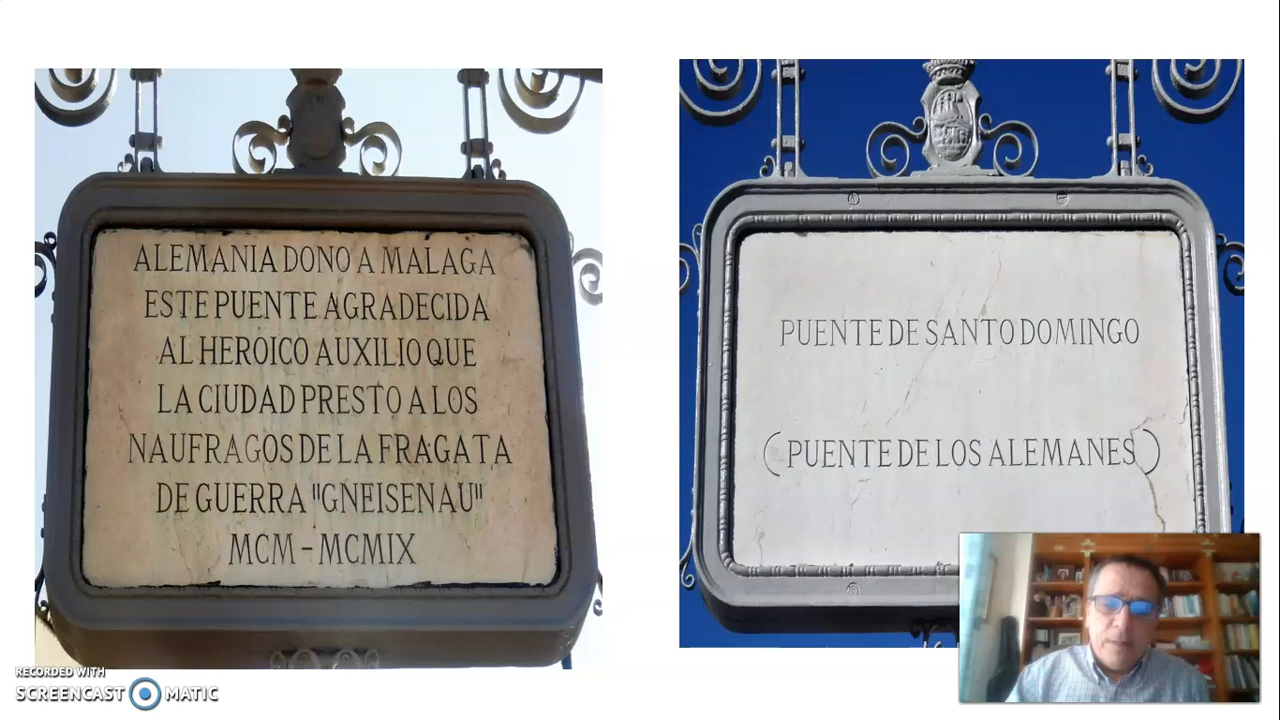 ALEMANIA DONO A MALAGA
ESTE PUENTE AGRADECIDA
AL HEROICO AUXILIO QUE
LA CIUDAD PRESTO A LOS
NAUFRAGOS DE LA FRAGATA
DE GUERRA "GNEISENAU"
MCM - MCMIX
PUENTE DE SANTO DOMINGO
(PUENTE DE LOS ALEMANES)
RECORDED WITH
SCREENCAST MATIC